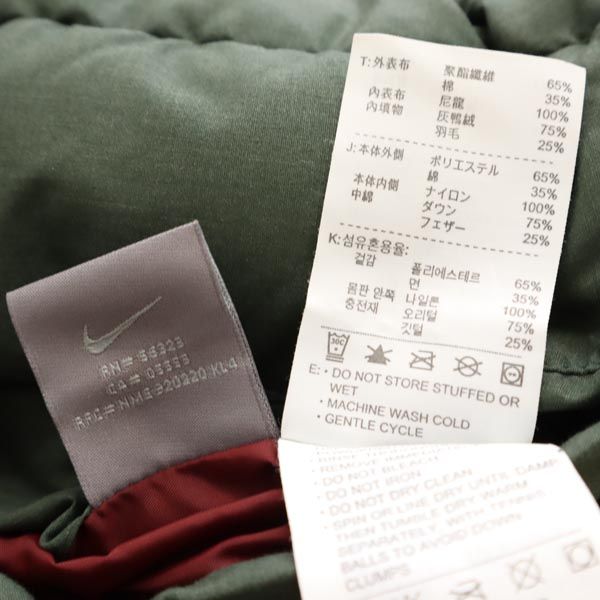 T: 外表布 聚酯纖維 65%
棉 35%
內表布 尼龍 100%
內填物 灰鴨絨 75%
羽毛 25%
J: 本体外側 ポリエステル 65%
綿 35%
本体内側 ナイロン 100%
中綿 ダウン 75%
フェザー 25%
K: 섬유혼용율:
겉감 폴리에스테르 65%
면 35%
몸판 안쪽 나일론 100%
충전재 오리털 75%
깃털 25%
30C
E: • DO NOT STORE STUFFED OR
WET
• MACHINE WASH COLD
• GENTLE CYCLE
REMOVE IMMEDIATELY
• DO NOT BLEACH
• DO NOT IRON
• DO NOT DRY CLEAN
• SPIN OR LINE DRY UNTIL DAMP
THEN TUMBLE DRY WARM
SEVERAL TIMES WITH TENNIS
BALLS TO AVOID DOWN
CLUMPS
RN# 56323
CA# 05553